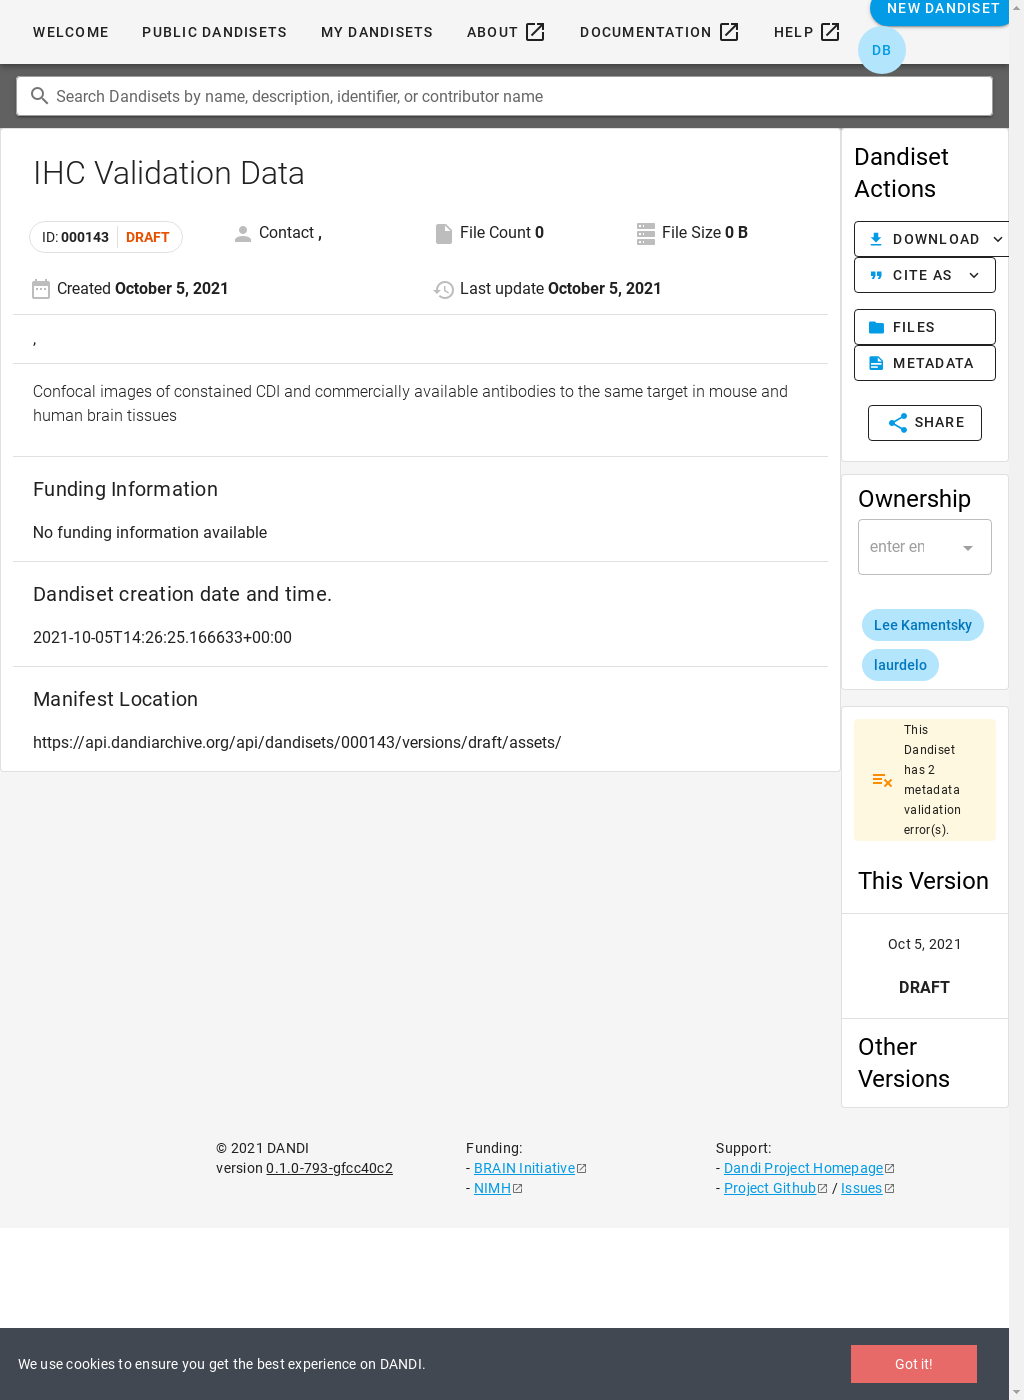 WELCOME PUBLIC DANDISETS MY DANDISETS ABOUT DOCUMENTATION HELP NEW DANDISET
DB
Search Dandisets by name, description, identifier, or contributor name
IHC Validation Data
ID: 000143 DRAFT Contact , File Count 0 File Size 0 B
Created October 5, 2021 Last update October 5, 2021
,
Confocal images of constained CDI and commercially available antibodies to the same target in mouse and
human brain tissues
Funding Information
No funding information available
Dandiset creation date and time.
2021-10-05T14:26:25.166633+00:00
Manifest Location
https://api.dandiarchive.org/api/dandisets/000143/versions/draft/assets/
Dandiset
Actions
DOWNLOAD
CITE AS
FILES
METADATA
SHARE
Ownership
enter en
Lee Kamentsky
laurdelo
This
Dandiset
has 2
metadata
validation
error(s).
This Version
Oct 5, 2021
DRAFT
Other
Versions
© 2021 DANDI
version 0.1.0-793-gfcc40c2
Funding:
- BRAIN Initiative
- NIMH
Support:
- Dandi Project Homepage
- Project Github / Issues
We use cookies to ensure you get the best experience on DANDI.
Got it!